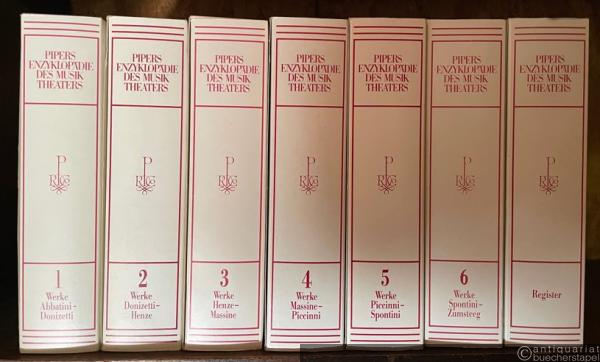 PIPERS
ENZYKLOPÄDIE
DES MUSIK
THEATERS
1
Werke
Abbatini-
Donizetti
PIPERS
ENZYKLOPÄDIE
DES MUSIK
THEATERS
2
Werke
Donizetti-
Henze
PIPERS
ENZYKLOPÄDIE
DES MUSIK
THEATERS
3
Werke
Henze-
Massine
PIPERS
ENZYKLOPÄDIE
DES MUSIK
THEATERS
4
Werke
Massine-
Piccinni
PIPERS
ENZYKLOPÄDIE
DES MUSIK
THEATERS
5
Werke
Piccinni-
Spontini
PIPERS
ENZYKLOPÄDIE
DES MUSIK
THEATERS
6
Werke
Spontini-
Zumsteeg
PIPERS
ENZYKLOPÄDIE
DES MUSIK
THEATERS
Register
©antiquariat
buecherstapel